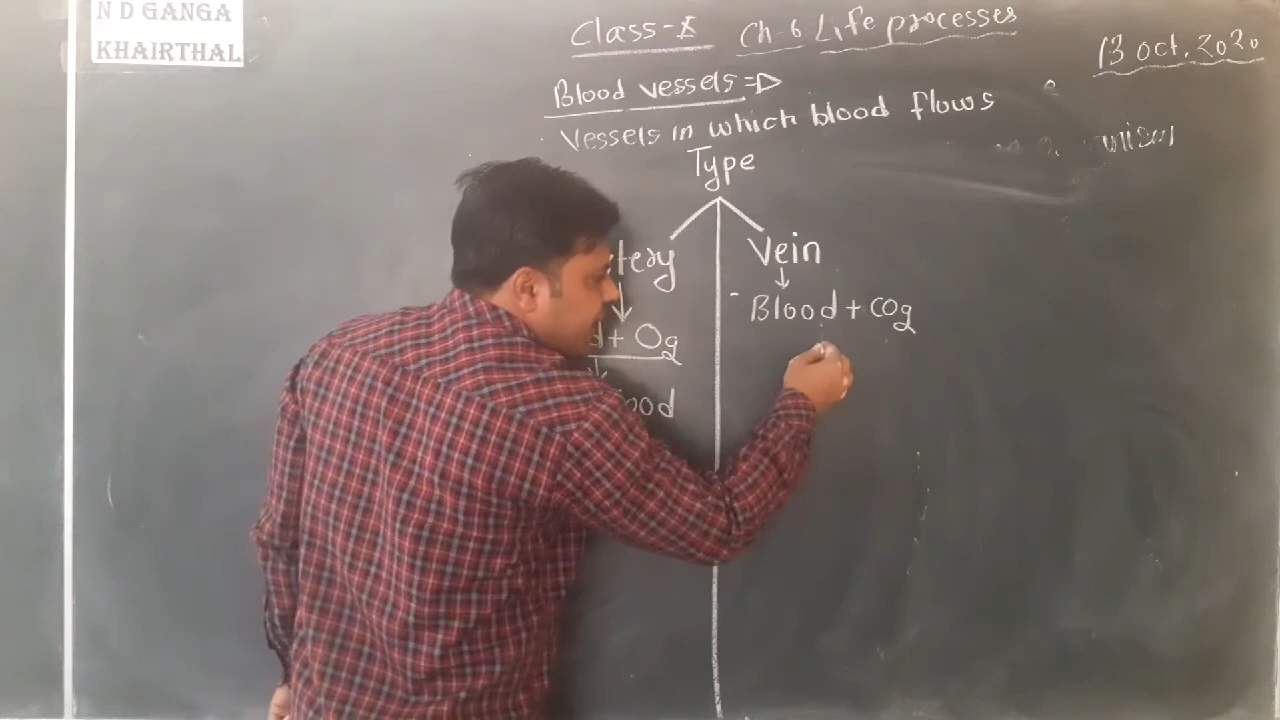 N D GANGA
KHAIRTHAL
Class-X Ch-6 Life processes
13 oct. 2020
Blood vessels =>
Vessels in which blood flows
Type
tery
Vein
d + O2
Blood + CO2
ood